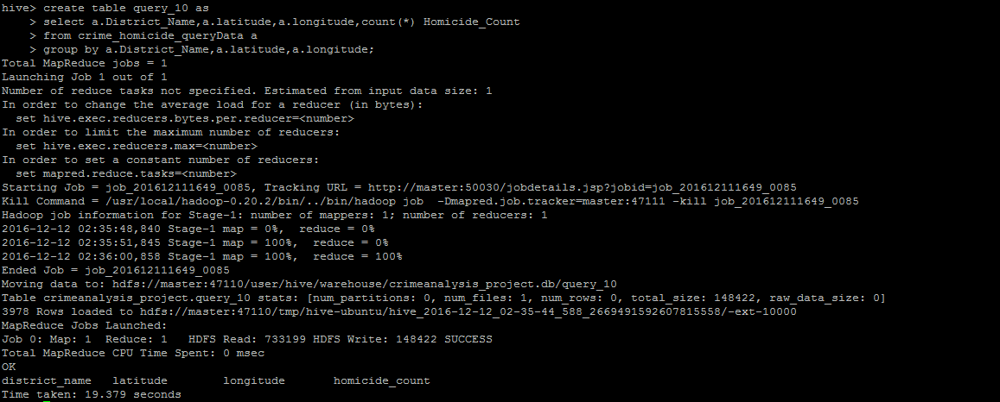 hive> create table query_10 as
    > select a.District_Name,a.latitude,a.longitude,count(*) Homicide_Count
    > from crime_homicide_queryData a
    > group by a.District_Name,a.latitude,a.longitude;
Total MapReduce jobs = 1
Launching Job 1 out of 1
Number of reduce tasks not specified. Estimated from input data size: 1
In order to change the average load for a reducer (in bytes):
  set hive.exec.reducers.bytes.per.reducer=<number>
In order to limit the maximum number of reducers:
  set hive.exec.reducers.max=<number>
In order to set a constant number of reducers:
  set mapred.reduce.tasks=<number>
Starting Job = job_201612111649_0085, Tracking URL = http://master:50030/jobdetails.jsp?jobid=job_201612111649_0085
Kill Command = /usr/local/hadoop-0.20.2/bin/../bin/hadoop job  -Dmapred.job.tracker=master:47111 -kill job_201612111649_0085
Hadoop job information for Stage-1: number of mappers: 1; number of reducers: 1
2016-12-12 02:35:48,840 Stage-1 map = 0%,  reduce = 0%
2016-12-12 02:35:51,845 Stage-1 map = 100%,  reduce = 0%
2016-12-12 02:36:00,858 Stage-1 map = 100%,  reduce = 100%
Ended Job = job_201612111649_0085
Moving data to: hdfs://master:47110/user/hive/warehouse/crimeanalysis_project.db/query_10
Table crimeanalysis_project.query_10 stats: [num_partitions: 0, num_files: 1, num_rows: 0, total_size: 148422, raw_data_size: 0]
3978 Rows loaded to hdfs://master:47110/tmp/hive-ubuntu/hive_2016-12-12_02-35-44_588_2669491592607815558/-ext-10000
MapReduce Jobs Launched:
Job 0: Map: 1  Reduce: 1   HDFS Read: 733199 HDFS Write: 148422 SUCCESS
Total MapReduce CPU Time Spent: 0 msec
OK
district_name   latitude        longitude       homicide_count
Time taken: 19.379 seconds